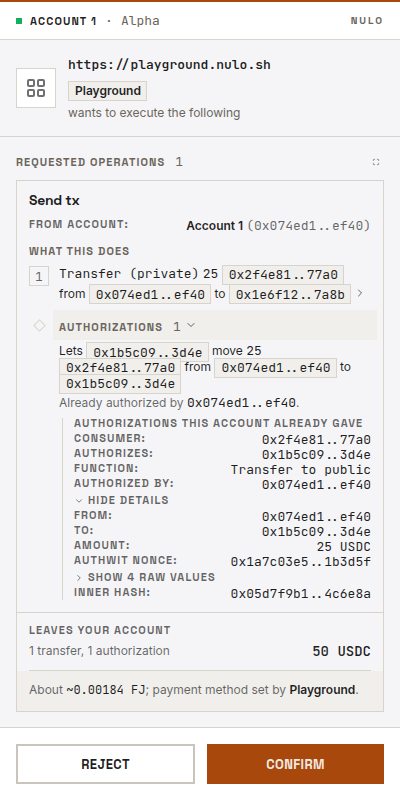 ACCOUNT 1 · Alpha
NULO
https://playground.nulo.sh
Playground
wants to execute the following
REQUESTED OPERATIONS 1
Send tx
FROM ACCOUNT: Account 1 (0x074ed1..ef40)
WHAT THIS DOES
1 Transfer (private) 25 0x2f4e81..77a0
from 0x074ed1..ef40 to 0x1e6f12..7a8b
AUTHORIZATIONS 1
Lets 0x1b5c09..3d4e move 25
0x2f4e81..77a0 from 0x074ed1..ef40 to
0x1b5c09..3d4e
Already authorized by 0x074ed1..ef40.
AUTHORIZATIONS THIS ACCOUNT ALREADY GAVE
CONSUMER: 0x2f4e81..77a0
AUTHORIZES: 0x1b5c09..3d4e
FUNCTION: Transfer to public
AUTHORIZED BY: 0x074ed1..ef40
HIDE DETAILS
FROM: 0x074ed1..ef40
TO: 0x1b5c09..3d4e
AMOUNT: 25 USDC
AUTHWIT NONCE: 0x1a7c03e5..1b3d5f
SHOW 4 RAW VALUES
INNER HASH: 0x05d7f9b1..4c6e8a
LEAVES YOUR ACCOUNT
1 transfer, 1 authorization 50 USDC
About ~0.00184 FJ; payment method set by Playground.
REJECT
CONFIRM